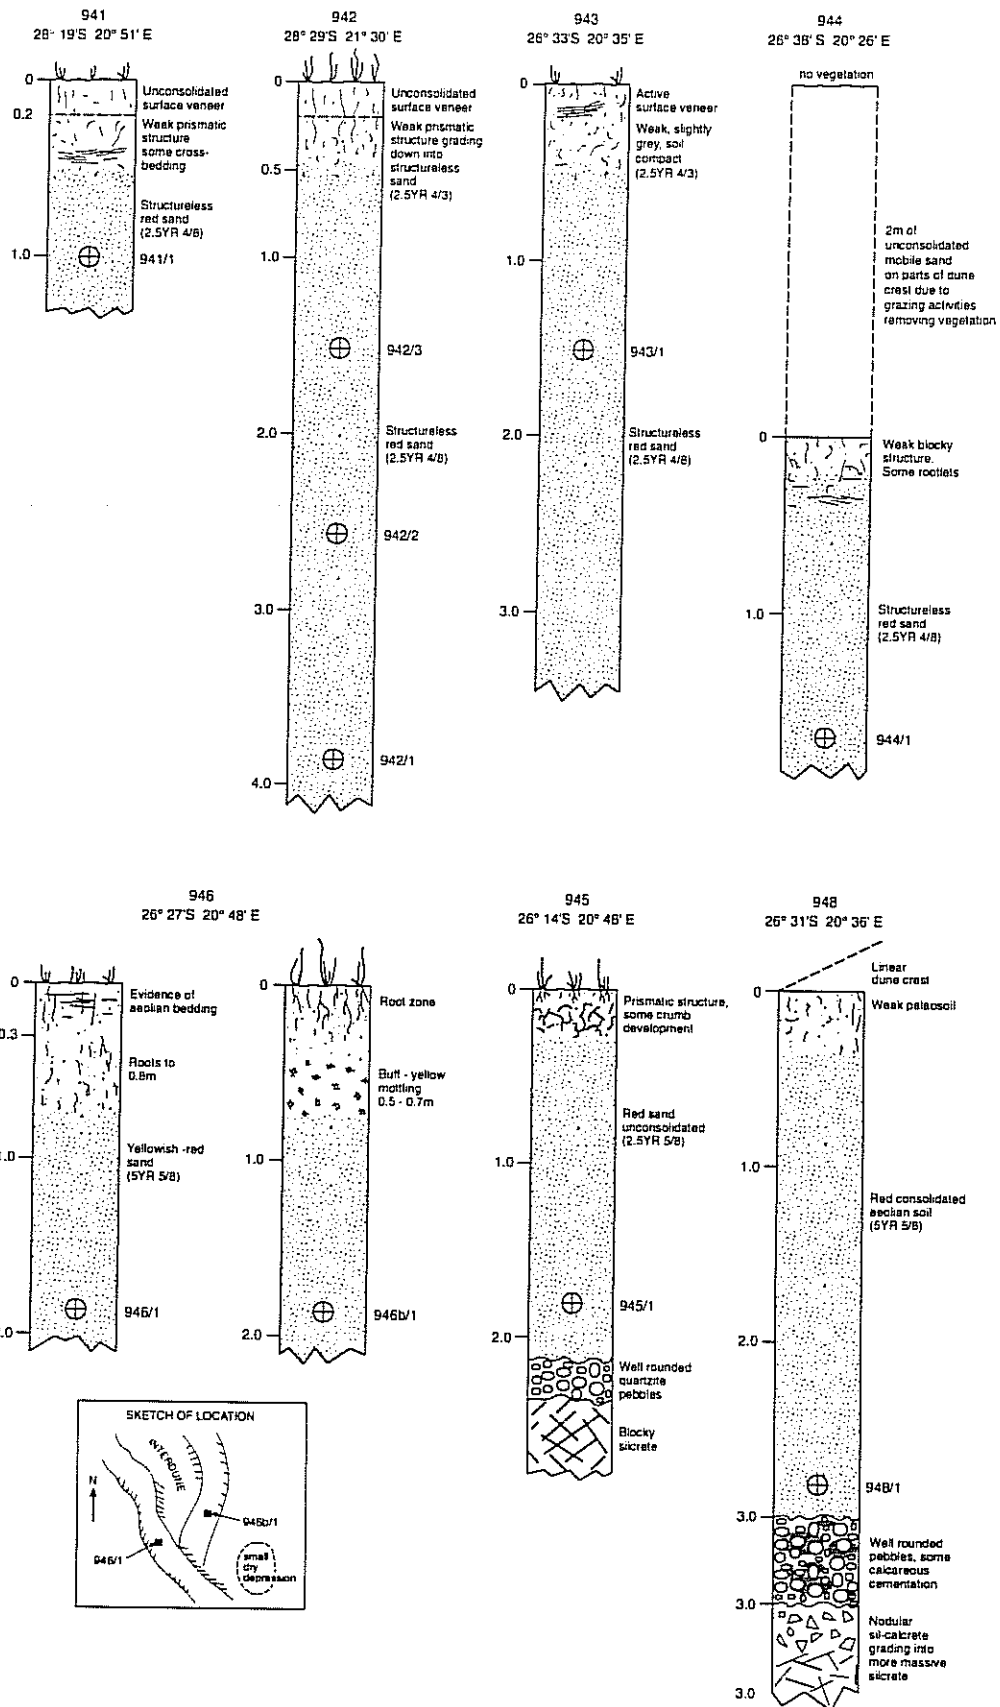 941
28° 19'S 20° 51' E
0
0.2
1.0
Unconsolidated
surface veneer
Weak prismatic
structure
some cross-
bedding
Structureless
red sand
(2.5YR 4/8)
941/1
942
28° 29'S 21° 30' E
0
0.5
1.0
2.0
3.0
4.0
Unconsolidated
surface veneer
Weak prismatic
structure grading
down into
structureless
sand
(2.5YR 4/3)
942/3
Structureless
red sand
(2.5YR 4/8)
942/2
942/1
943
26° 33'S 20° 35' E
0
1.0
2.0
3.0
Active
surface veneer
Weak, slightly
grey, soil
compact
(2.5YR 4/3)
943/1
Structureless
red sand
(2.5YR 4/8)
944
26° 38'S 20° 26' E
no vegetation
2m of
unconsolidated
mobile sand
on parts of dune
crest due to
grazing activities
removing vegetation
0
1.0
Weak blocky
structure.
Some rootlets
Structureless
red sand
(2.5YR 4/8)
944/1
946
26° 27'S 20° 48' E
0
0.3
1.0
2.0
Evidence of
aeolian bedding
Roots to
0.8m
Yellowish -red
sand
(5YR 5/8)
946/1
0
1.0
2.0
Root zone
Buff - yellow
mottling
0.5 - 0.7m
946b/1
SKETCH OF LOCATION
INTERDUNE
N
946b/1
946/1
small
dry
depression
945
26° 14'S 20° 46' E
0
1.0
2.0
Prismatic structure,
some crumb
development
Red sand
unconsolidated
(2.5YR 5/8)
945/1
Well rounded
quartzite
pebbles
Blocky
silcrete
948
26° 31'S 20° 36' E
Linear
dune crest
0
1.0
2.0
3.0
3.0
3.0
Weak paleosoil
Red consolidated
aeolian soil
(5YR 5/8)
948/1
Well rounded
pebbles, some
calcareous
cementation
Nodular
sil-calcrete
grading into
more massive
silcrete